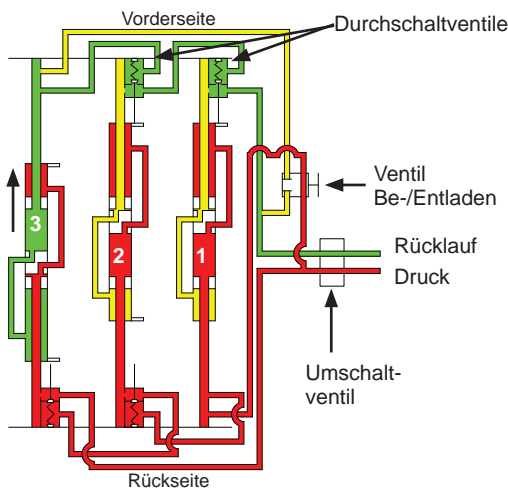 Vorderseite
Durchschaltventile
3
2
1
Ventil
Be-/Entladen
Rücklauf
Druck
Umschalt-
ventil
Rückseite